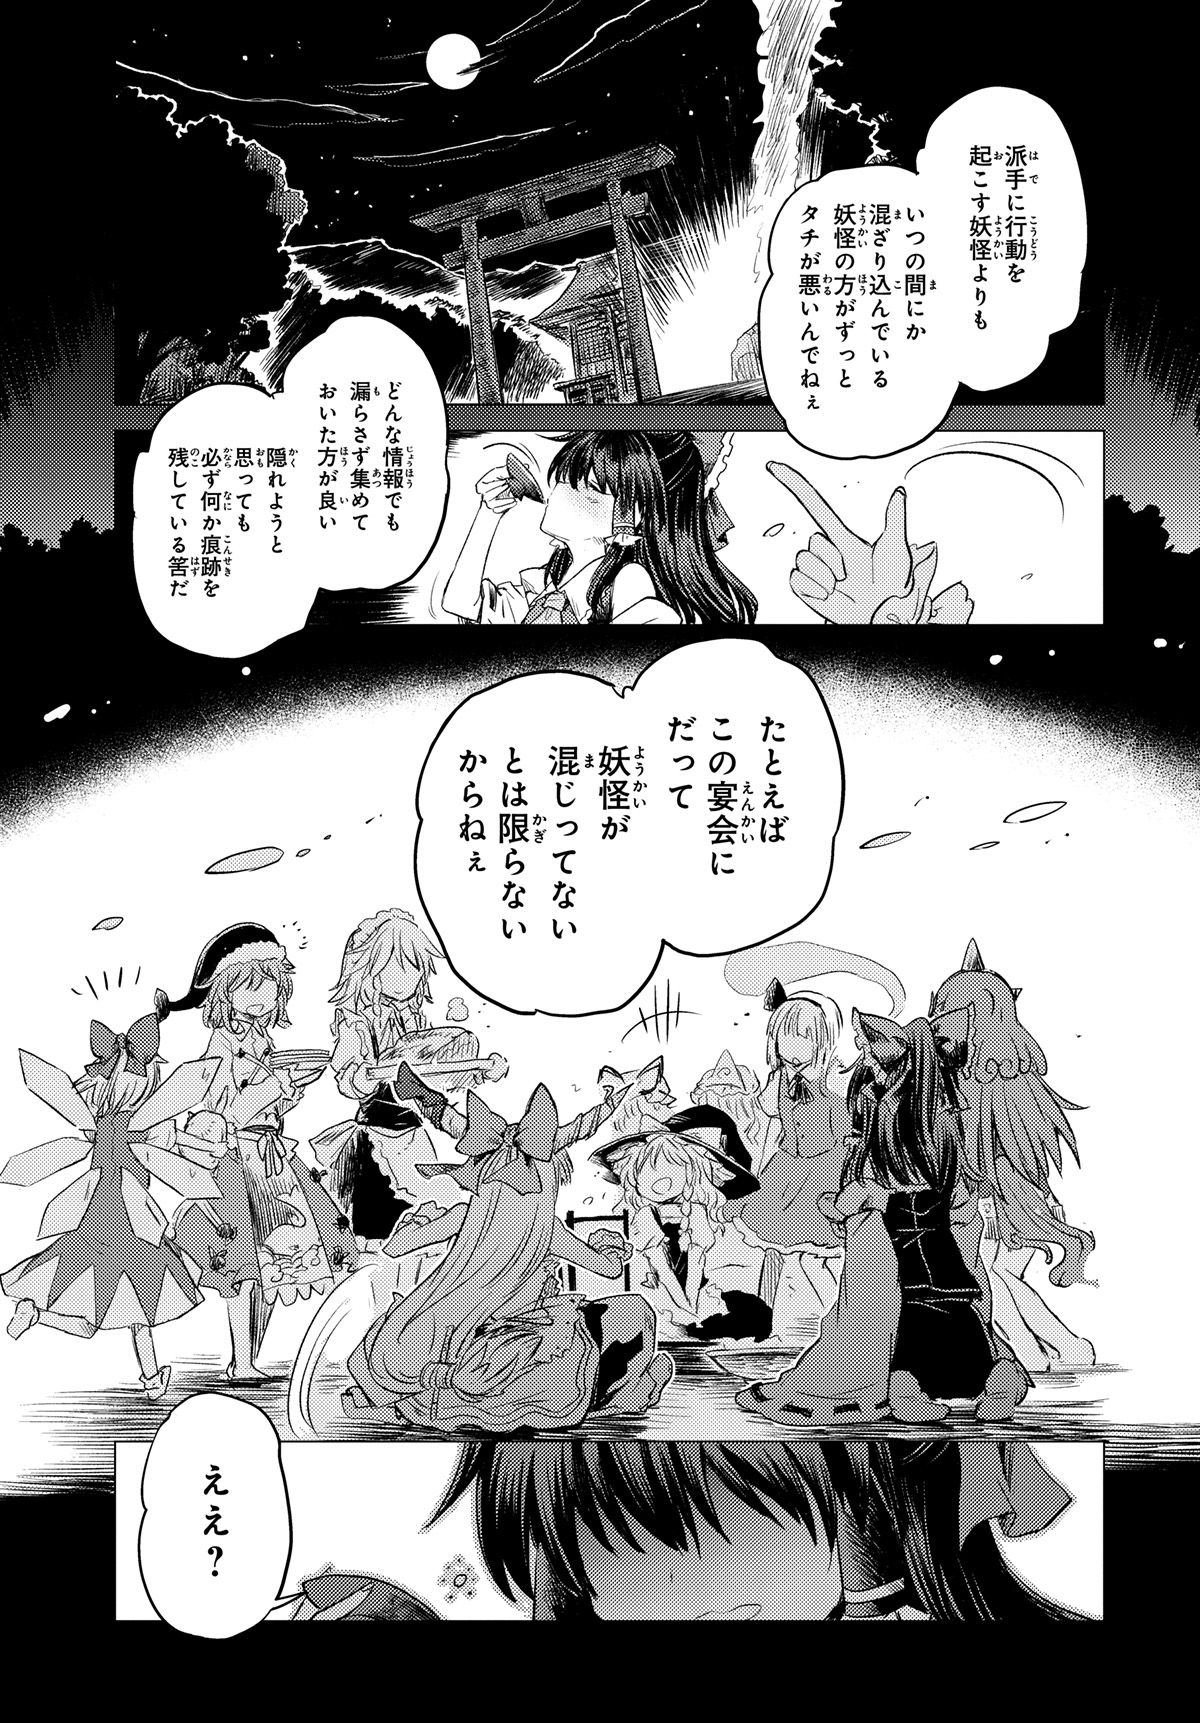 派手に行動を
起こす妖怪よりも
いつの間にか
混ざり込んでいる
妖怪の方がずっと
タチが悪いんでねぇ
どんな情報でも
漏らさず集めて
おいた方が良い
隠れようと
思っても
必ず何か痕跡を
残している筈だ
たとえば
この宴会に
だって
妖怪が
混じってない
とは限らない
からねぇ
ええ?